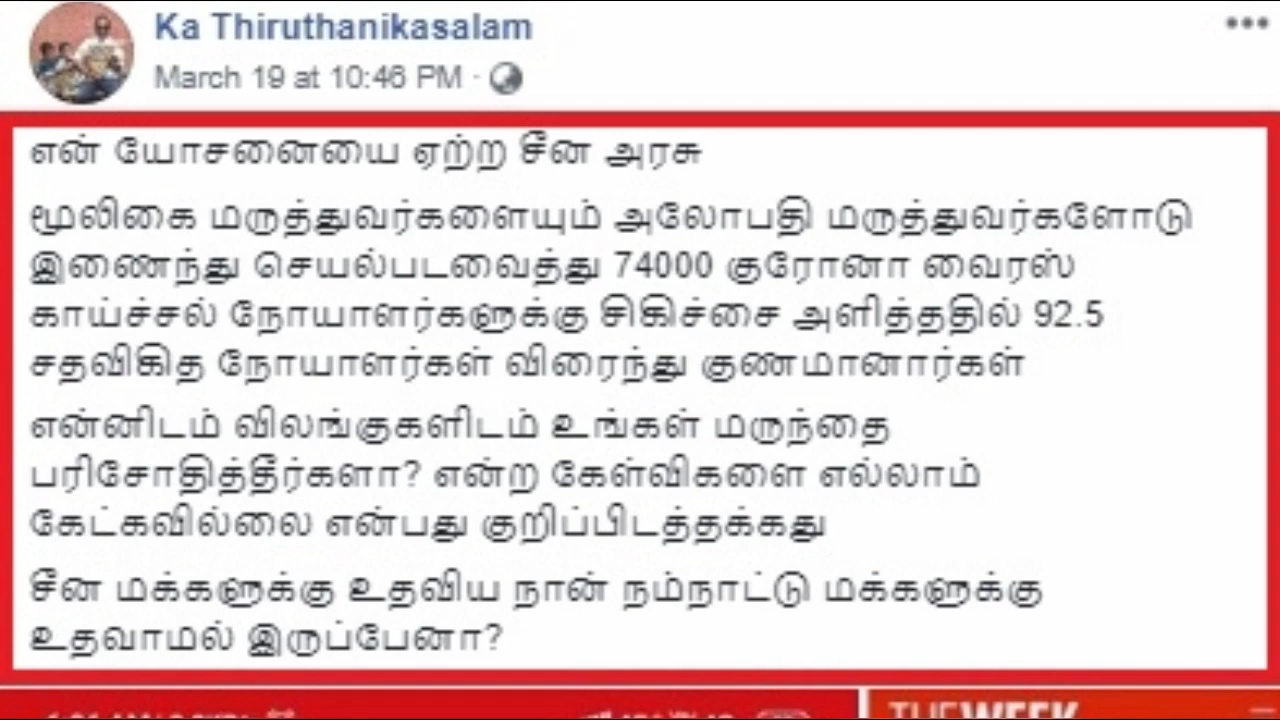 Ka Thiruthanikasalam
March 19 at 10:46 PM ·
என் யோசனையை ஏற்ற சீன அரசு
மூலிகை மருத்துவர்களையும் அலோபதி மருத்துவர்களோடு
இணைந்து செயல்படவைத்து 74000 குரோனா வைரஸ்
காய்ச்சல் நோயாளர்களுக்கு சிகிச்சை அளித்ததில் 92.5
சதவிகித நோயாளர்கள் விரைந்து குணமானார்கள்
என்னிடம் விலங்குகளிடம் உங்கள் மருந்தை
பரிசோதித்தீர்களா? என்ற கேள்விகளை எல்லாம்
கேட்கவில்லை என்பது குறிப்பிடத்தக்கது
சீன மக்களுக்கு உதவிய நான் நம்நாட்டு மக்களுக்கு
உதவாமல் இருப்பேனா?
THE WEEK